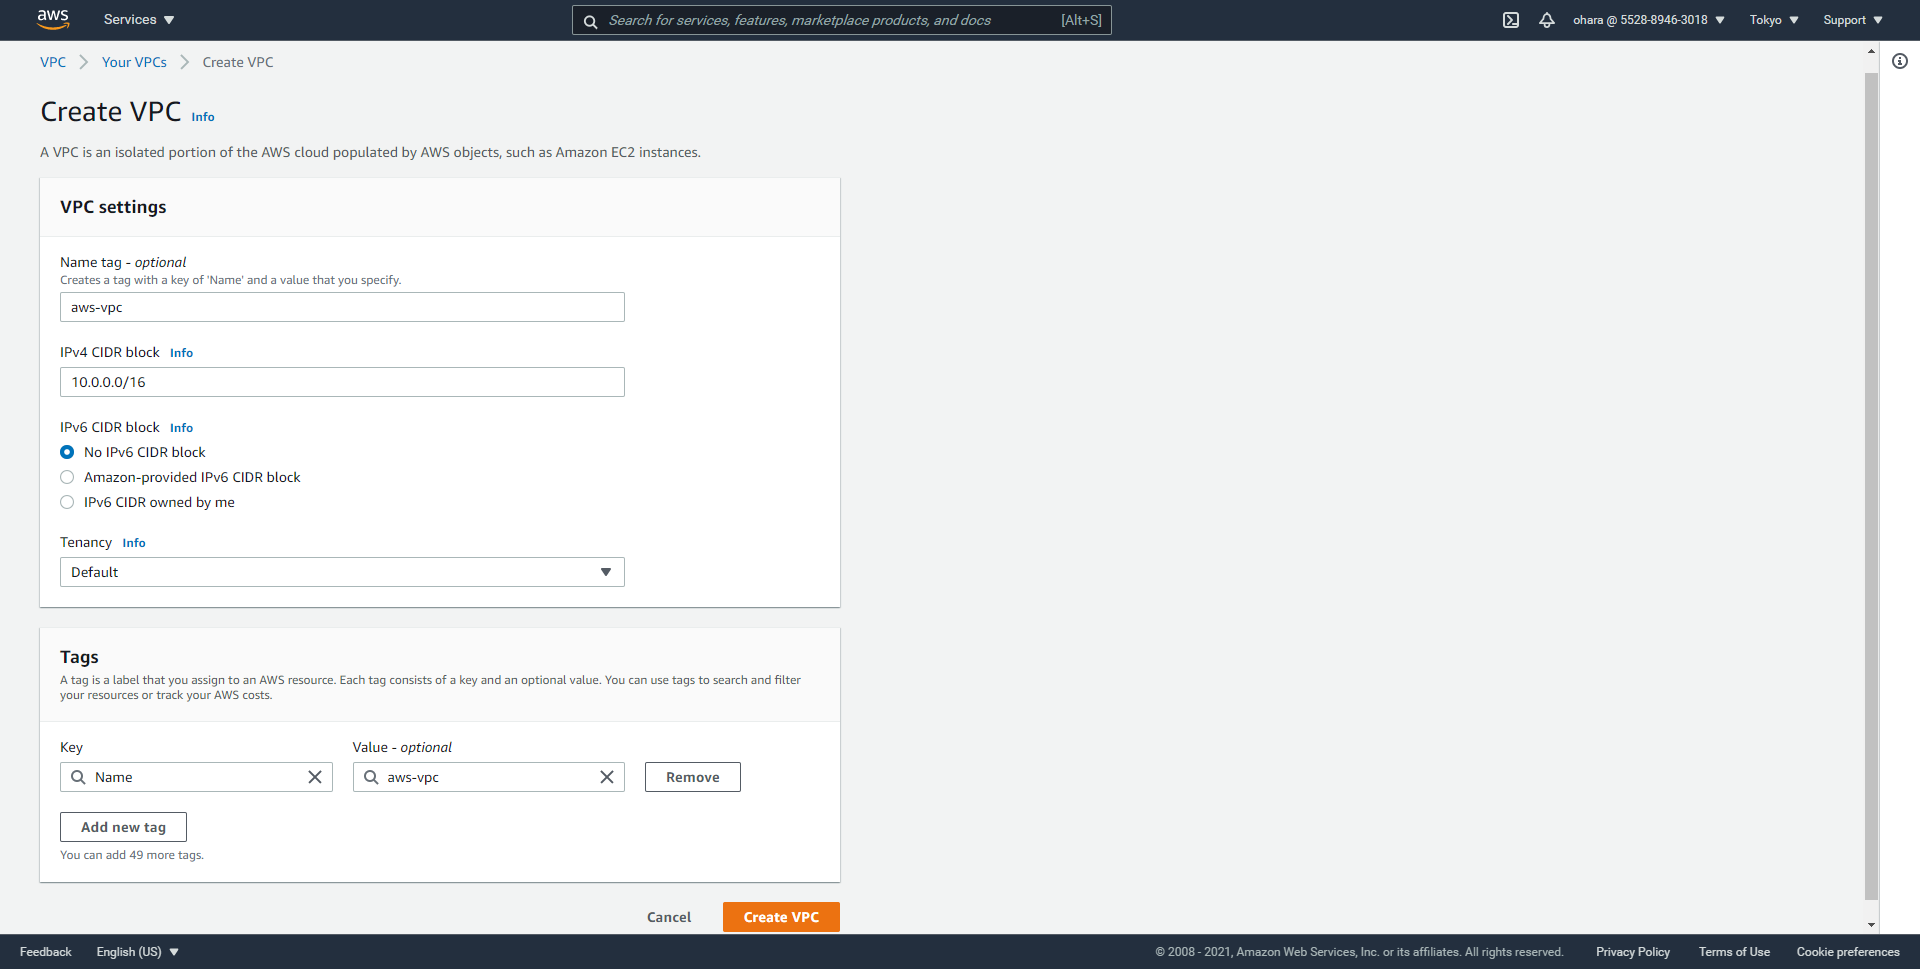 aws
Services
Search for services, features, marketplace products, and docs
[Alt+S]
ohara @ 5528-8946-3018
Tokyo
Support
VPC
Your VPCs
Create VPC
Create VPC Info
A VPC is an isolated portion of the AWS cloud populated by AWS objects, such as Amazon EC2 instances.
VPC settings
Name tag - optional
Creates a tag with a key of 'Name' and a value that you specify.
aws-vpc
IPv4 CIDR block Info
10.0.0.0/16
IPv6 CIDR block Info
No IPv6 CIDR block
Amazon-provided IPv6 CIDR block
IPv6 CIDR owned by me
Tenancy Info
Default
Tags
A tag is a label that you assign to an AWS resource. Each tag consists of a key and an optional value. You can use tags to search and filter
your resources or track your AWS costs.
Key
Value - optional
Name
aws-vpc
Remove
Add new tag
You can add 49 more tags.
Cancel
Create VPC
Feedback
English (US)
© 2008 - 2021, Amazon Web Services, Inc. or its affiliates. All rights reserved.
Privacy Policy
Terms of Use
Cookie preferences